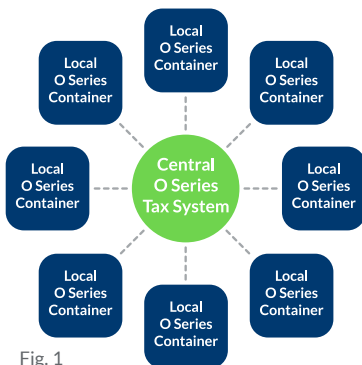 Local
O Series
Container
Local
O Series
Container
Local
O Series
Container
Local
O Series
Container
Central
O Series
Tax System
Local
O Series
Container
Local
O Series
Container
Local
O Series
Container
Local
O Series
Container
Fig. 1